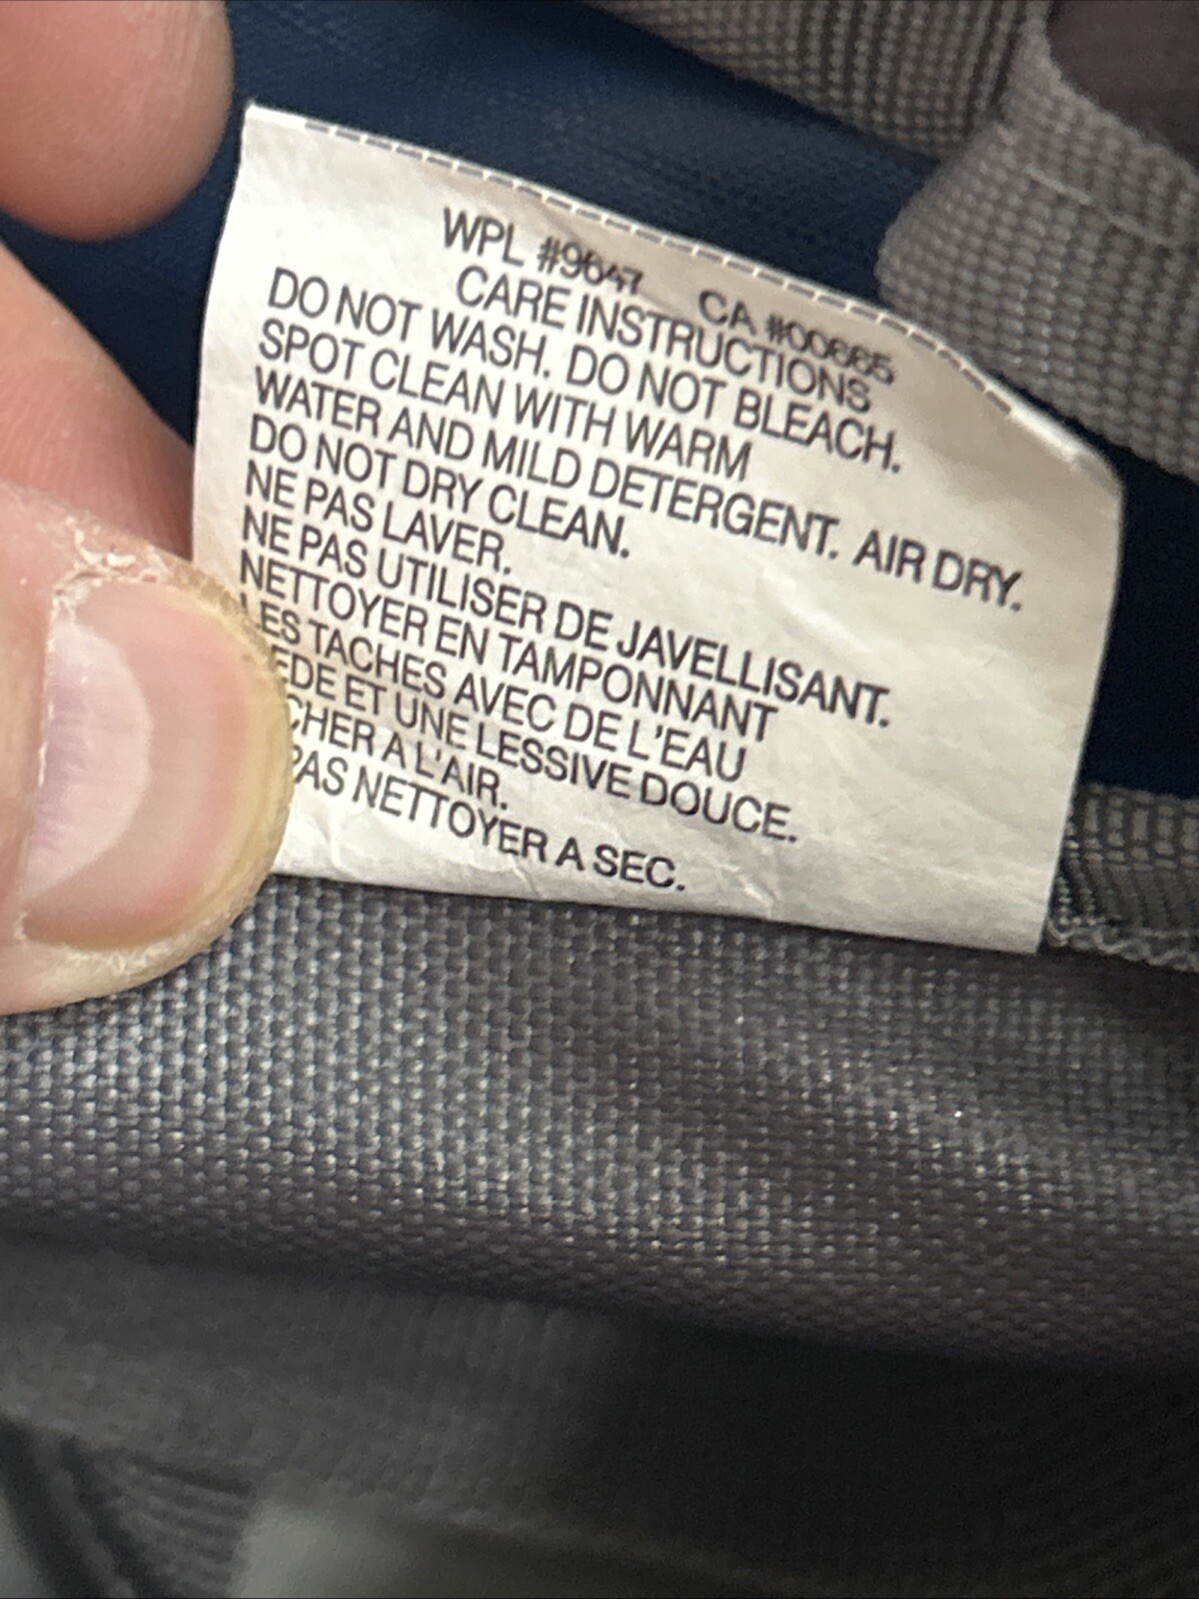 WPL #9647 CA #00665
CARE INSTRUCTIONS
DO NOT WASH. DO NOT BLEACH.
SPOT CLEAN WITH WARM
WATER AND MILD DETERGENT. AIR DRY.
DO NOT DRY CLEAN.
NE PAS LAVER.
NE PAS UTILISER DE JAVELLISANT.
NETTOYER EN TAMPONNANT
LES TACHES AVEC DE L'EAU
ET UNE LESSIVE DOUCE.
A L'AIR.
PAS NETTOYER A SEC.